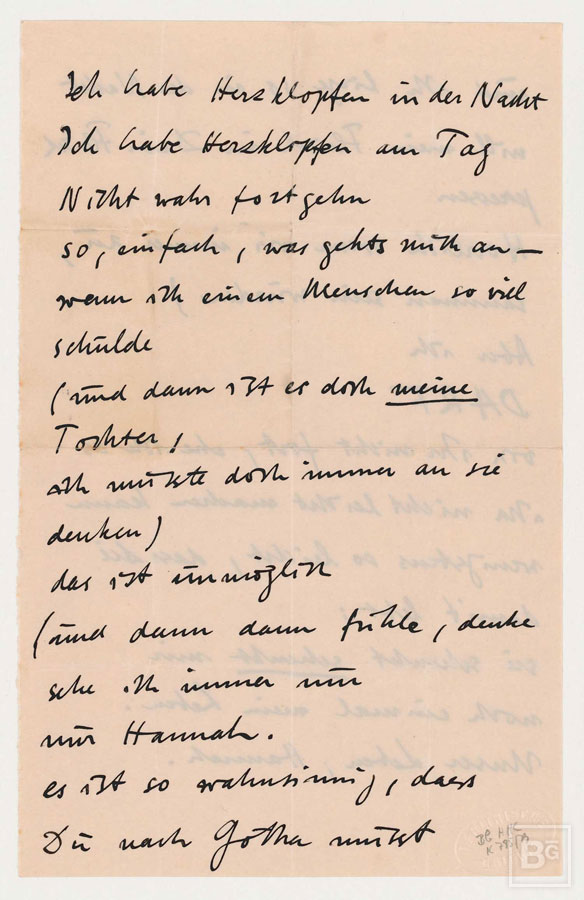 Ich habe Herzklopfen in der Nacht
Ich habe Herzklopfen am Tag
Nicht wahr fortgehn
so, einfach, was gehts mich an –
wenn ich einem Menschen so viel
schulde
(und dann ist es doch meine
Tochter!
ich müsste doch immer an sie
denken)
das ist unmöglich
(und dann dann fühle, denke
sehe ich immer nur
nur Hannah.
es ist so wahnsinnig, dass
Du nach Gotha musst
BG